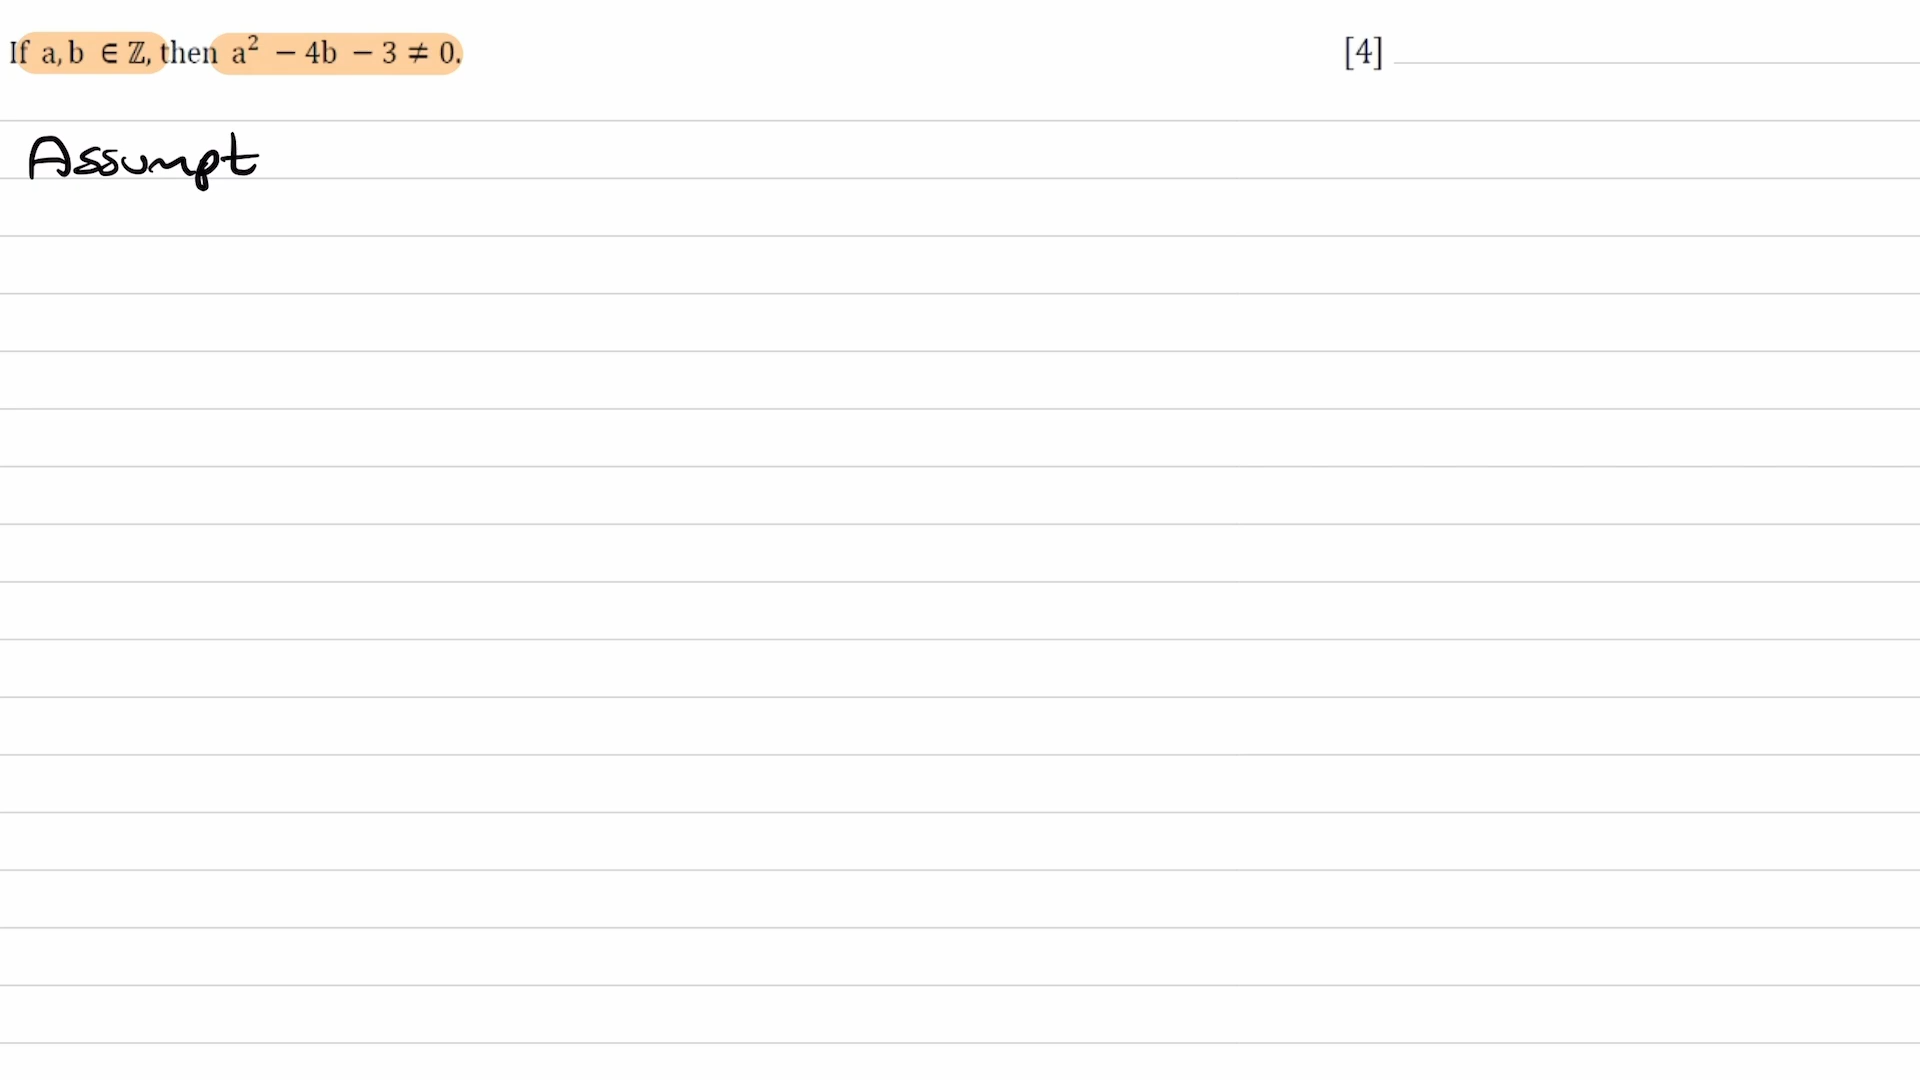 If a, b ∈ ℤ, then a² − 4b − 3 ≠ 0. [4]
Assumpt